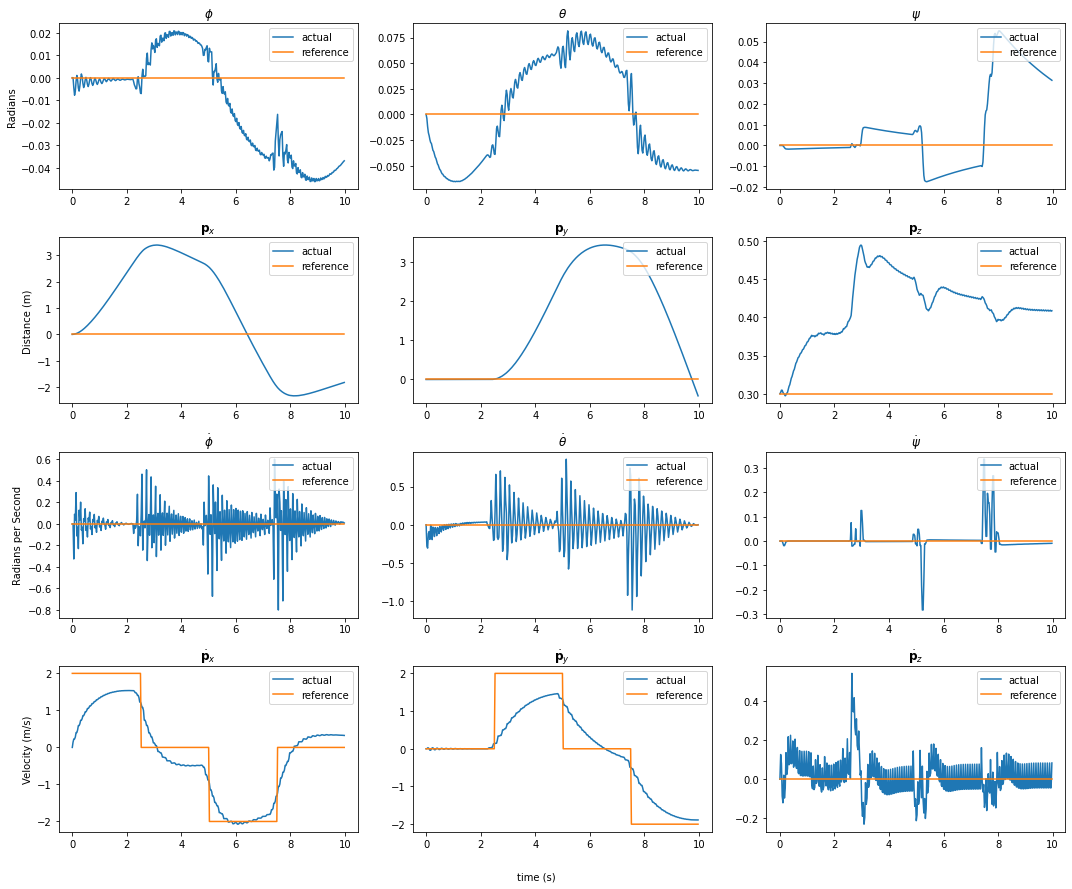 ϕ
θ
ψ
Radians
0.02
0.01
0.00
−0.01
−0.02
−0.03
−0.04
0 2 4 6 8 10
actual
reference
0.075
0.050
0.025
0.000
−0.025
−0.050
0 2 4 6 8 10
actual
reference
0.05
0.04
0.03
0.02
0.01
0.00
−0.01
−0.02
0 2 4 6 8 10
actual
reference
pₓ
p_y
p_z
Distance (m)
3
2
1
0
−1
−2
0 2 4 6 8 10
actual
reference
3
2
1
0
0 2 4 6 8 10
actual
reference
0.50
0.45
0.40
0.35
0.30
0 2 4 6 8 10
actual
reference
ϕ̇
θ̇
ψ̇
Radians per Second
0.6
0.4
0.2
0.0
−0.2
−0.4
−0.6
−0.8
0 2 4 6 8 10
actual
reference
0.5
0.0
−0.5
−1.0
0 2 4 6 8 10
actual
reference
0.3
0.2
0.1
0.0
−0.1
−0.2
−0.3
0 2 4 6 8 10
actual
reference
ṗₓ
ṗ_y
ṗ_z
Velocity (m/s)
2
1
0
−1
−2
0 2 4 6 8 10
actual
reference
2
1
0
−1
−2
0 2 4 6 8 10
actual
reference
0.4
0.2
0.0
−0.2
0 2 4 6 8 10
actual
reference
time (s)